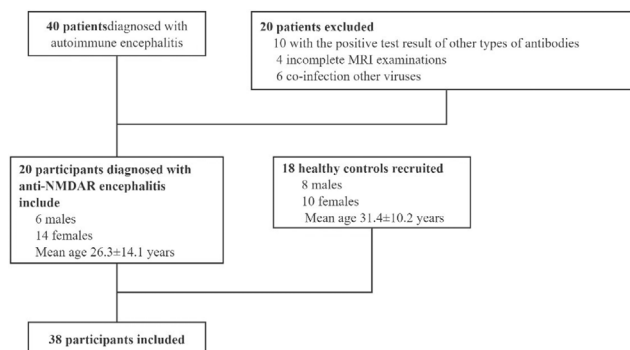 40 patientsdiagnosed with
autoimmune encephalitis
20 patients excluded
10 with the positive test result of other types of antibodies
4 incomplete MRI examinations
6 co-infection other viruses
20 participants diagnosed with
anti-NMDAR encephalitis
include
6 males
14 females
Mean age 26.3±14.1 years
18 healthy controls recruited
8 males
10 females
Mean age 31.4±10.2 years
38 participants included